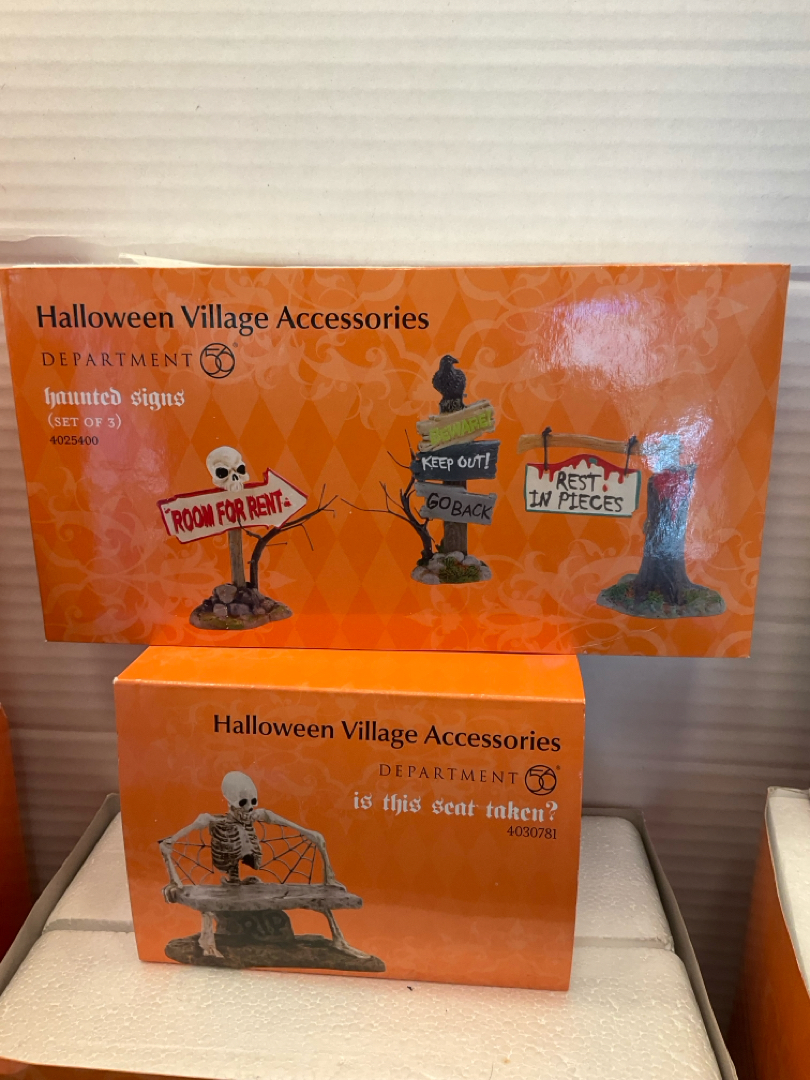 Halloween Village Accessories
DEPARTMENT 56®
haunted signs
(SET OF 3)
4025400
ROOM FOR RENT
BEWARE!
KEEP OUT!
GO BACK
REST
IN PIECES
Halloween Village Accessories
DEPARTMENT 56®
is this seat taken?
4030781
RIP